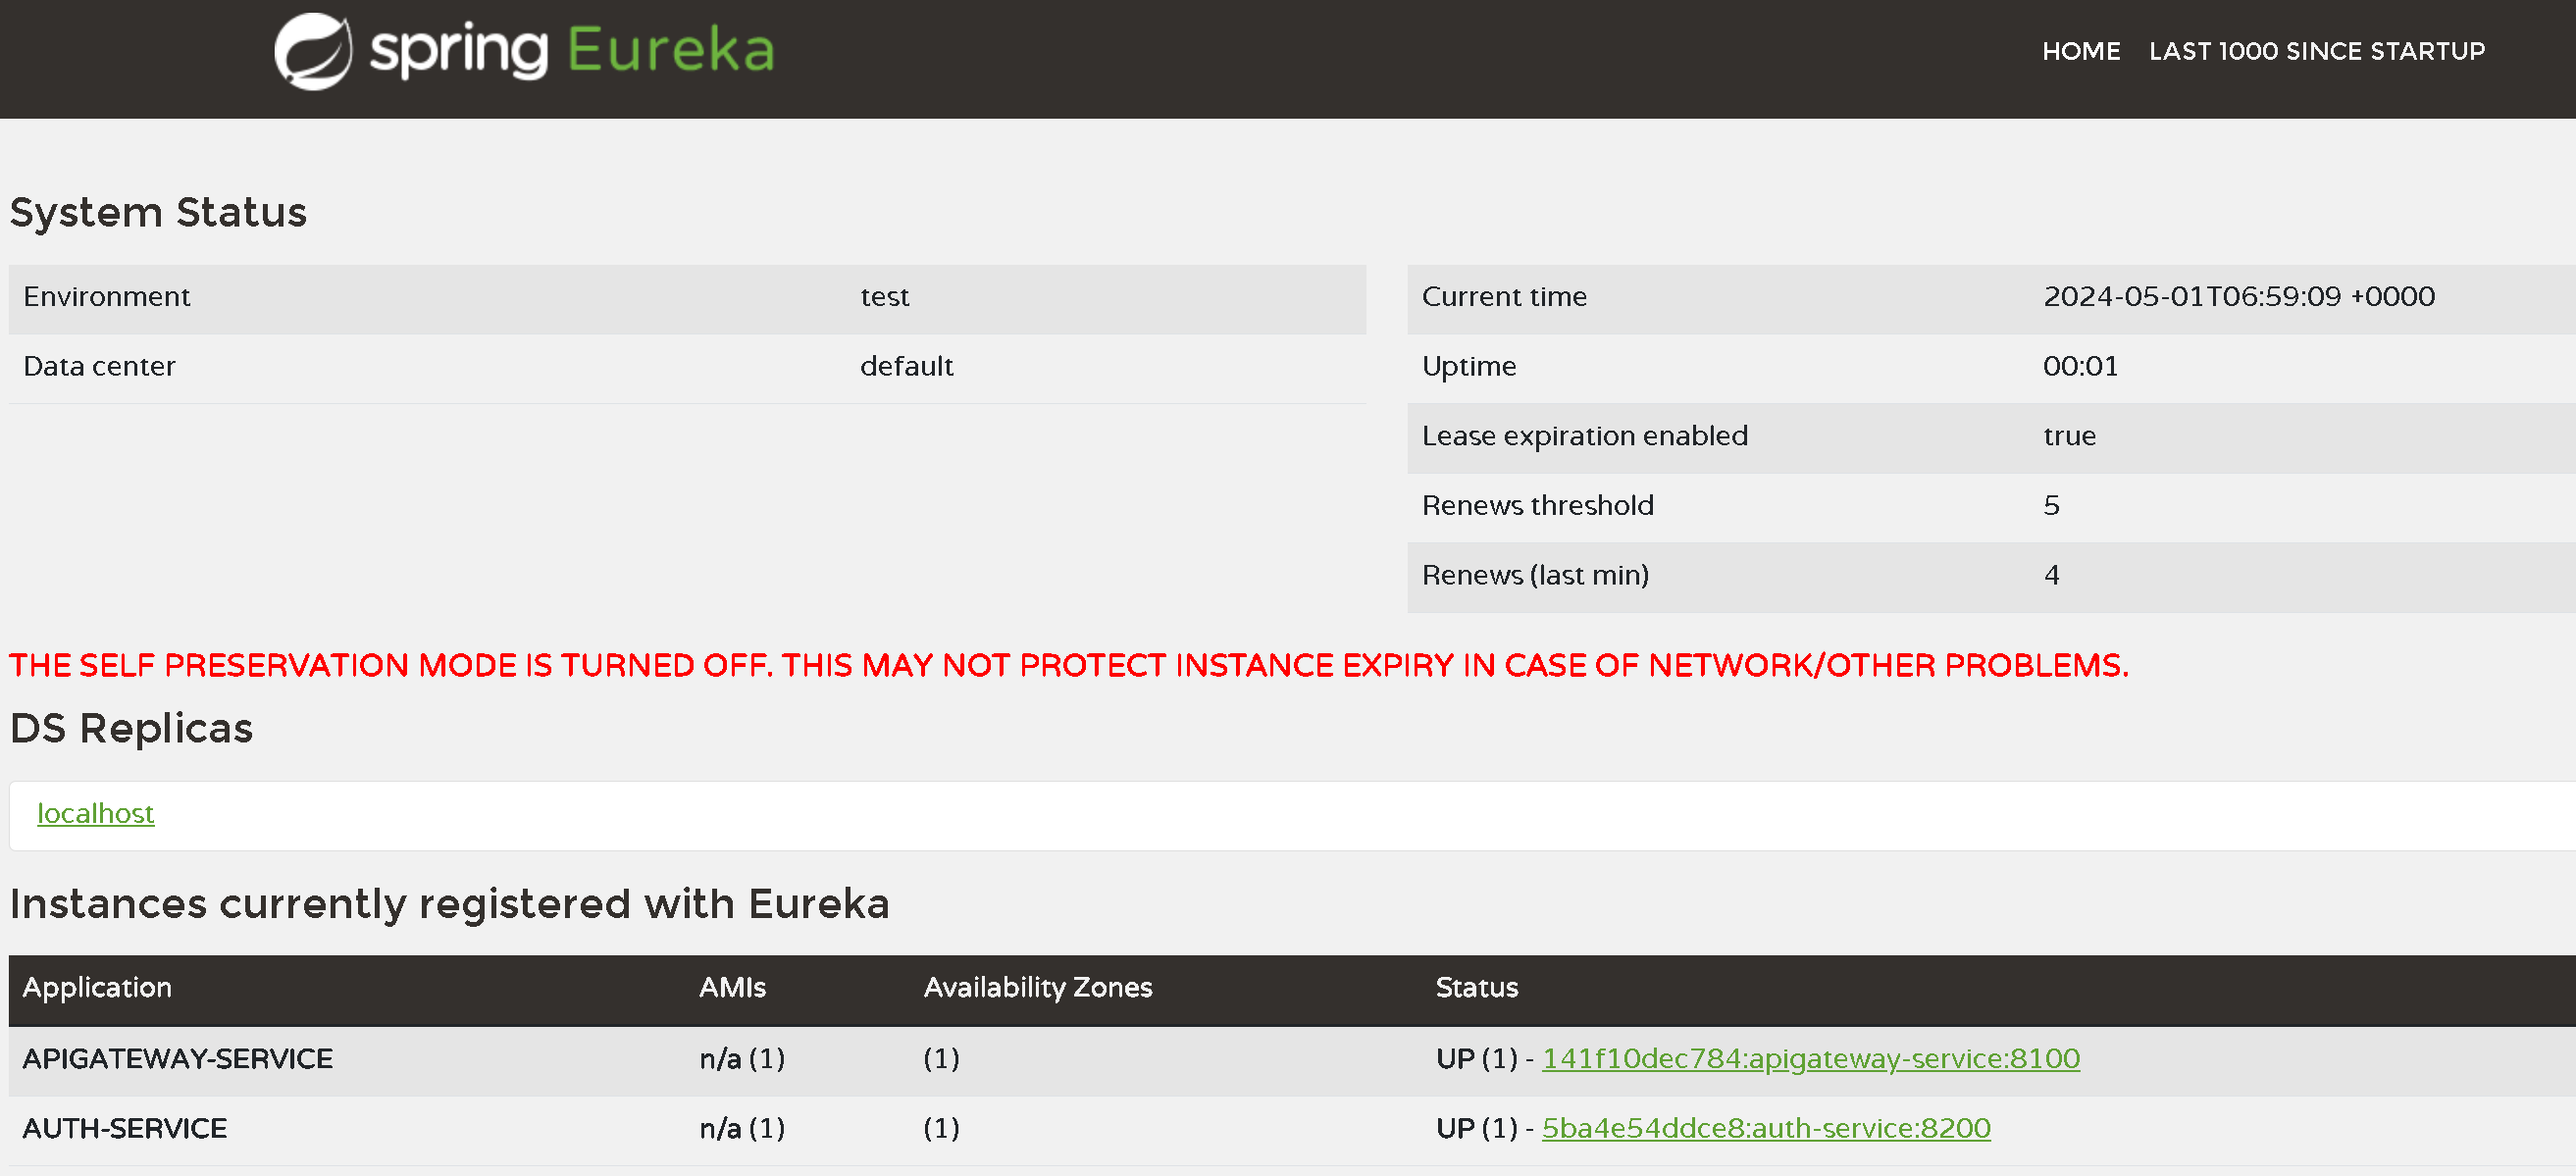 spring Eureka
HOME LAST 1000 SINCE STARTUP
System Status
Environment test
Data center default
Current time 2024-05-01T06:59:09 +0000
Uptime 00:01
Lease expiration enabled true
Renews threshold 5
Renews (last min) 4
THE SELF PRESERVATION MODE IS TURNED OFF. THIS MAY NOT PROTECT INSTANCE EXPIRY IN CASE OF NETWORK/OTHER PROBLEMS.
DS Replicas
localhost
Instances currently registered with Eureka
Application AMIs Availability Zones Status
APIGATEWAY-SERVICE n/a (1) (1) UP (1) - 141f10dec784:apigateway-service:8100
AUTH-SERVICE n/a (1) (1) UP (1) - 5ba4e54ddce8:auth-service:8200